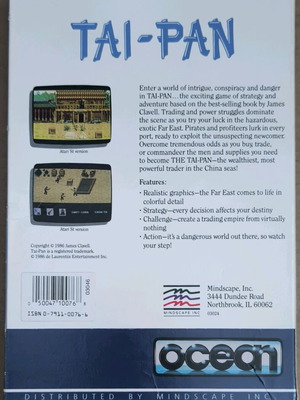 TAI-PAN
Enter a world of intrigue, conspiracy and danger
in TAI-PAN...the exciting game of strategy and
adventure based on the best-selling book by James
Clavell. Trading and power struggles dominate
the scene as you try your luck in the hazardous,
exotic Far East. Pirates and profiteers lurk in every
port, ready to exploit the unsuspecting newcomer.
Overcome tremendous odds as you buy, trade,
or commandeer the men and supplies you need
to become THE TAI-PAN—the wealthiest, most
powerful trader in the China seas!
Features:
• Realistic graphics—the Far East comes to life in
colorful detail
• Strategy—every decision affects your destiny
• Challenge—create a trading empire from virtually
nothing
• Action—it's a dangerous world out there, so watch
your step!
Atari St version
Atari St version
Copyright © 1986 James Clavell.
Tai-Pan is a registered trademark.
© 1986 de Laurentiis Entertainment Inc.
03046
0 50047 10076 8
ISBN 0-7911-0076-6
MINDSCAPE INC.
Mindscape, Inc.
3444 Dundee Road
Northbrook, IL 60062
03024
ocean
DISTRIBUTED BY MINDSCAPE INC.